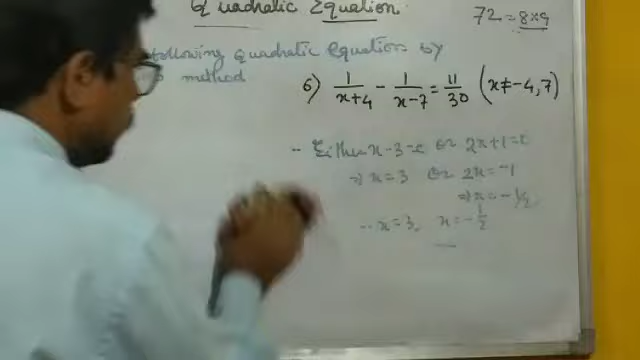 Quadratic Equation
72 = 8×9
following Quadratic Equations by
method
6) 1/(x+4) - 1/(x-7) = 11/30 (x≠-4,7)
Either x-3=0 or 2x+1=0
⇒ x=3 or 2x=-1
⇒ x=-1/2
∴ x=3, x=-1/2